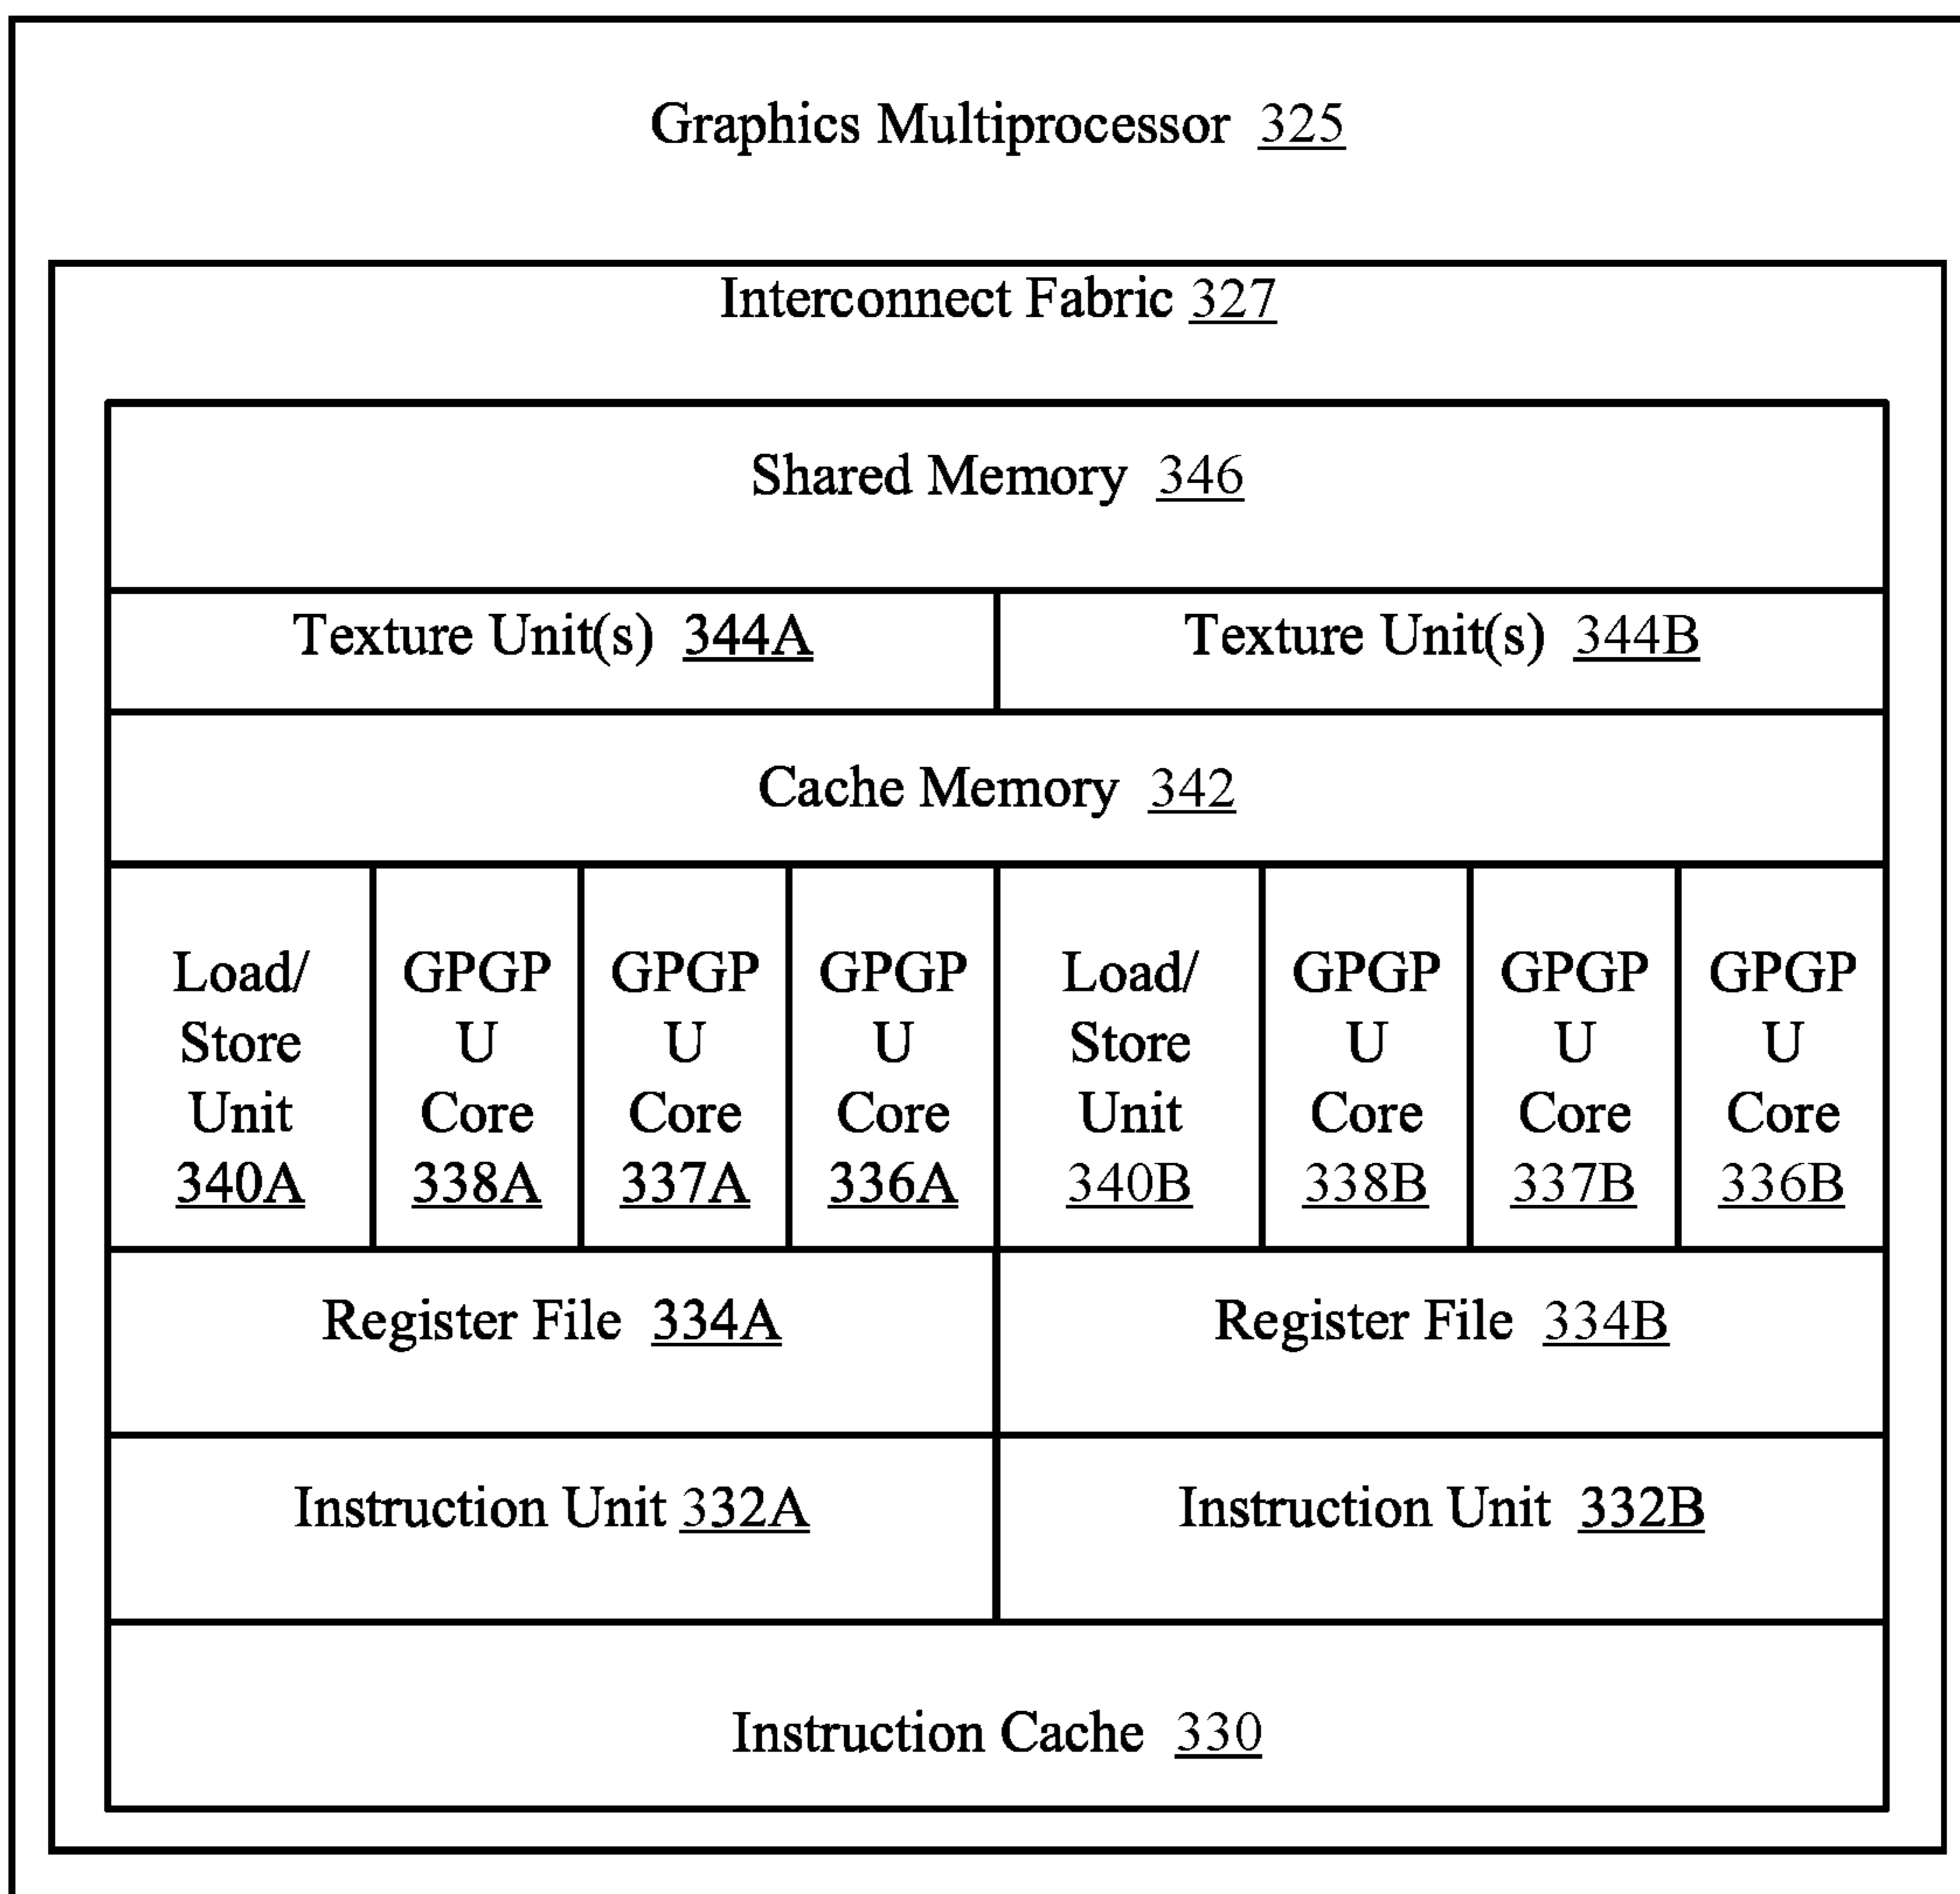 Graphics Multiprocessor 325
Interconnect Fabric 327
Shared Memory 346
Texture Unit(s) 344A
Texture Unit(s) 344B
Cache Memory 342
Load/
Store
Unit
340A
GPGP
U
Core
338A
GPGP
U
Core
337A
GPGP
U
Core
336A
Load/
Store
Unit
340B
GPGP
U
Core
338B
GPGP
U
Core
337B
GPGP
U
Core
336B
Register File 334A
Register File 334B
Instruction Unit 332A
Instruction Unit 332B
Instruction Cache 330